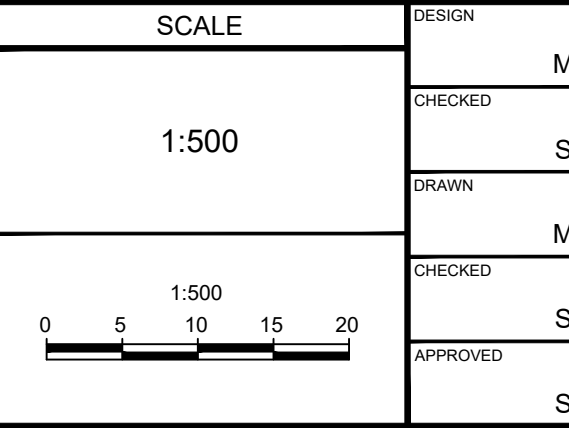 SCALE
1:500
1:500
0 5 10 15 20
DESIGN
M
CHECKED
S
DRAWN
M
CHECKED
S
APPROVED
S